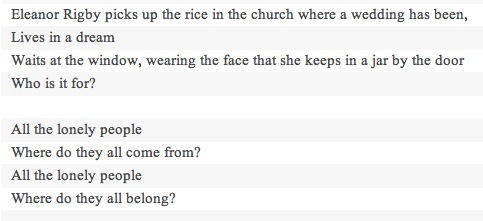 Eleanor Rigby picks up the rice in the church where a wedding has been,
Lives in a dream
Waits at the window, wearing the face that she keeps in a jar by the door
Who is it for?
All the lonely people
Where do they all come from?
All the lonely people
Where do they all belong?